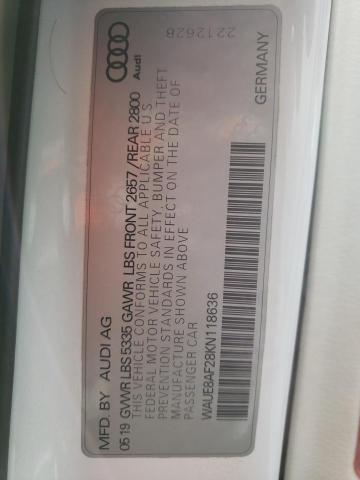 MFD. BY AUDI AG
05 19 GVWR LBS 5335 GAWR LBS FRONT 2657 / REAR 2800
THIS VEHICLE CONFORMS TO ALL APPLICABLE U S
FEDERAL MOTOR VEHICLE SAFETY, BUMPER AND THEFT
PREVENTION STANDARDS IN EFFECT ON THE DATE OF
MANUFACTURE SHOWN ABOVE
PASSENGER CAR
WAUE8AF28KN118636
GERMANY
Audi
2212628